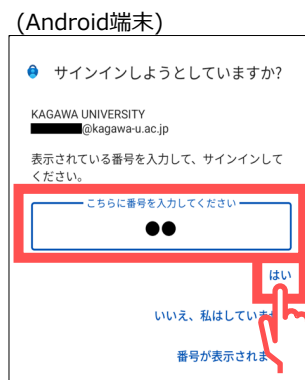 (Android端末)
サインインしようとしていますか?
KAGAWA UNIVERSITY
@kagawa-u.ac.jp
表示されている番号を入力して、サインインして
ください。
こちらに番号を入力してください
●●
はい
いいえ、私はしていま
番号が表示されま